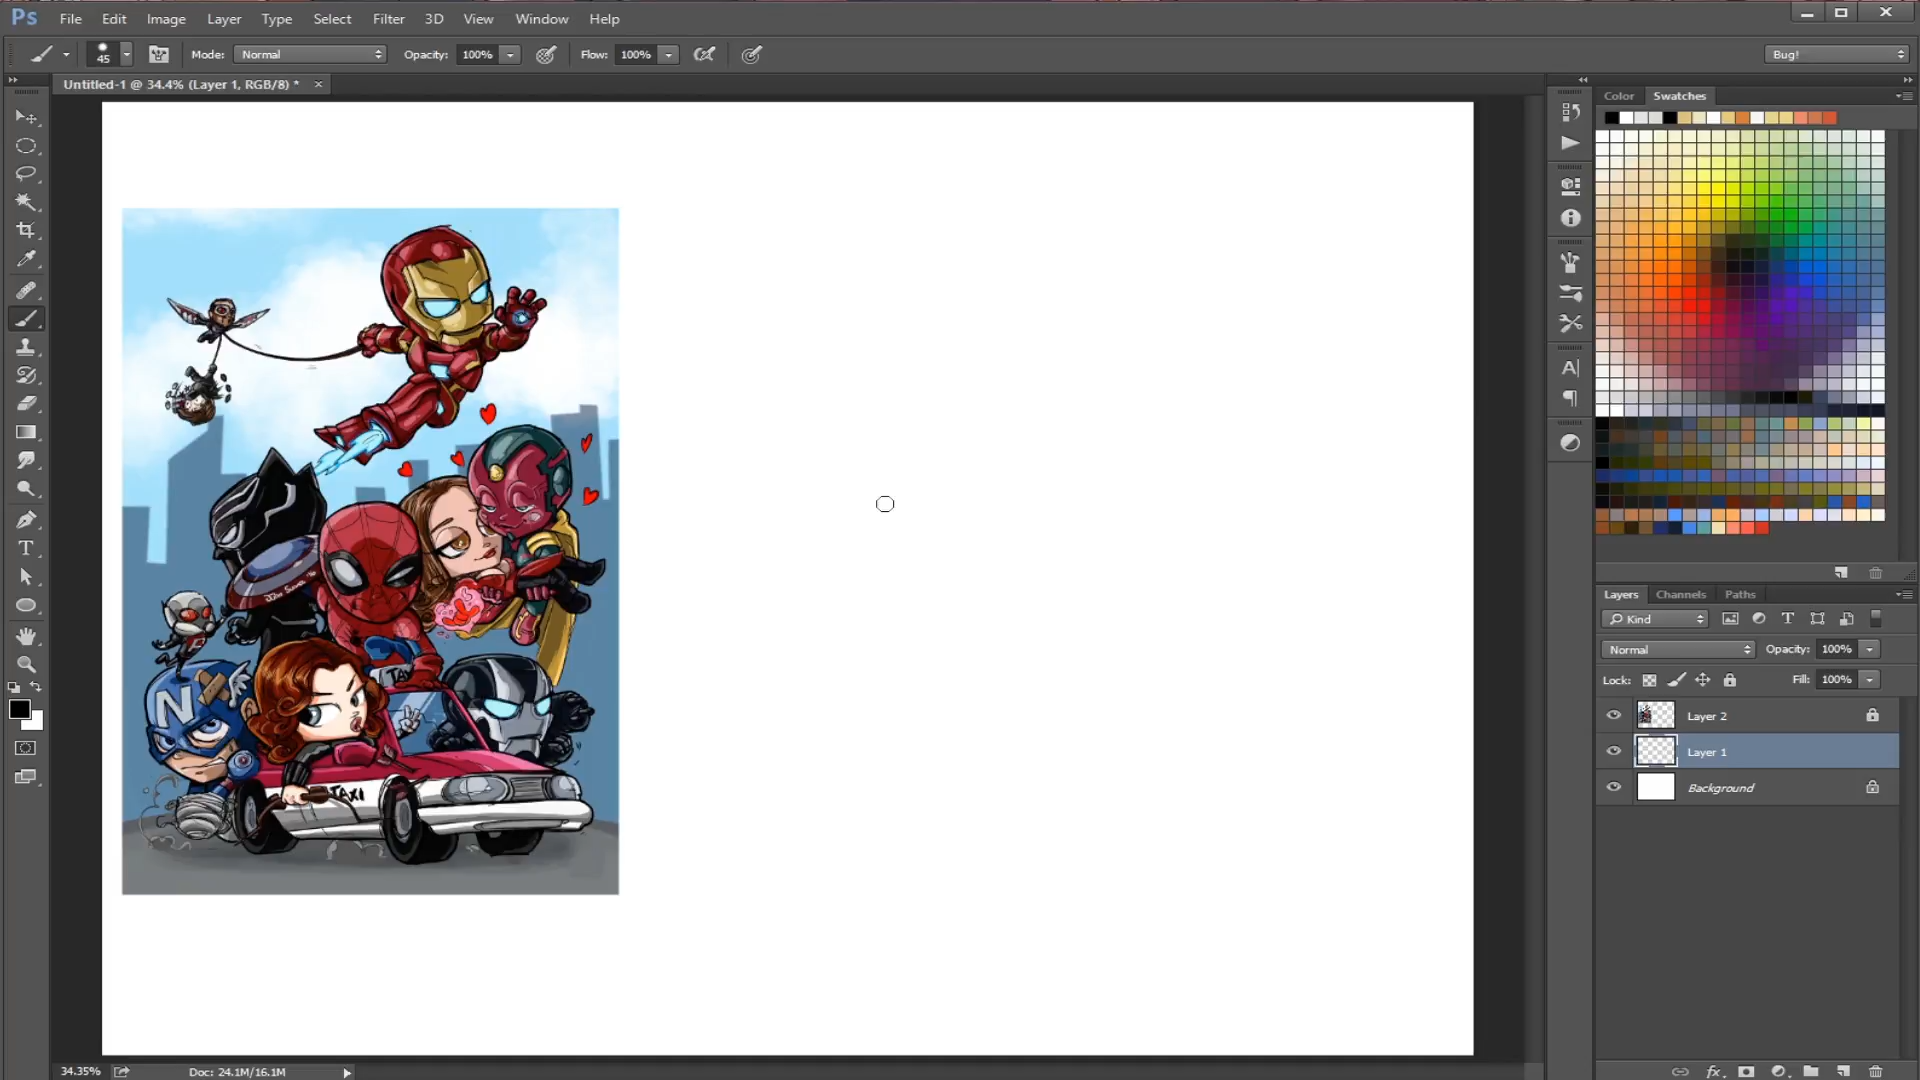 Ps File Edit Image Layer Type Select Filter 3D View Window Help
45 Mode: Normal Opacity: 100% Flow: 100% Bug!
Untitled-1 @ 34.4% (Layer 1, RGB/8) * ×
Color Swatches
N
TAXI
Layers Channels Paths
Kind
Normal Opacity: 100%
Lock: Fill: 100%
Layer 2
Layer 1
Background
34.35% Doc: 24.1M/16.1M
fx